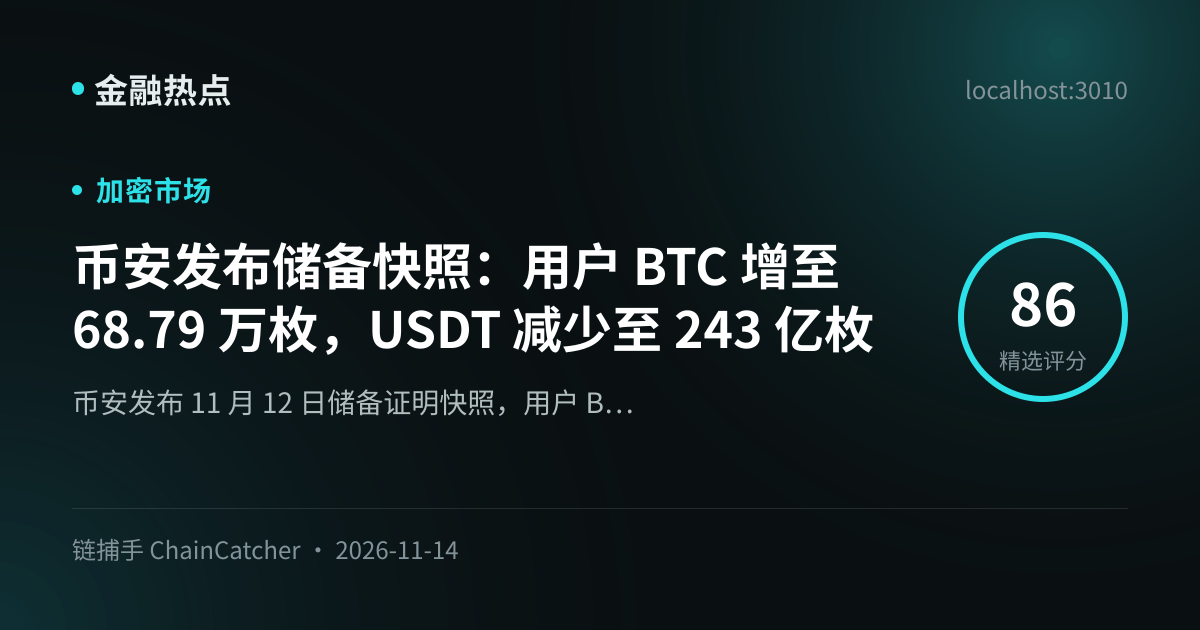 金融热点
localhost:3010
加密市场
币安发布储备快照：用户 BTC 增至
68.79 万枚，USDT 减少至 243 亿枚
86
精选评分
币安发布 11 月 12 日储备证明快照，用户 B…
链捕手 ChainCatcher · 2026-11-14